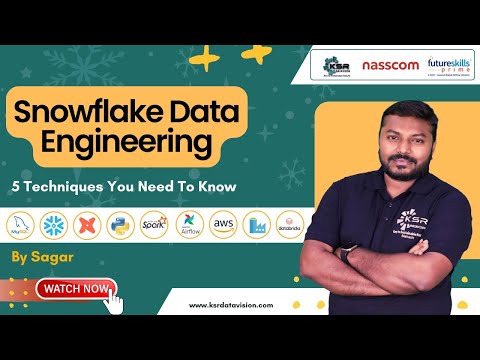 KSR
nasscom
futureskills
prime
Snowflake Data
Engineering
5 Techniques You Need To Know
MySQL
Spark
Airflow
aws
databricks
By Sagar
WATCH NOW
www.ksrdatavision.com
KSR